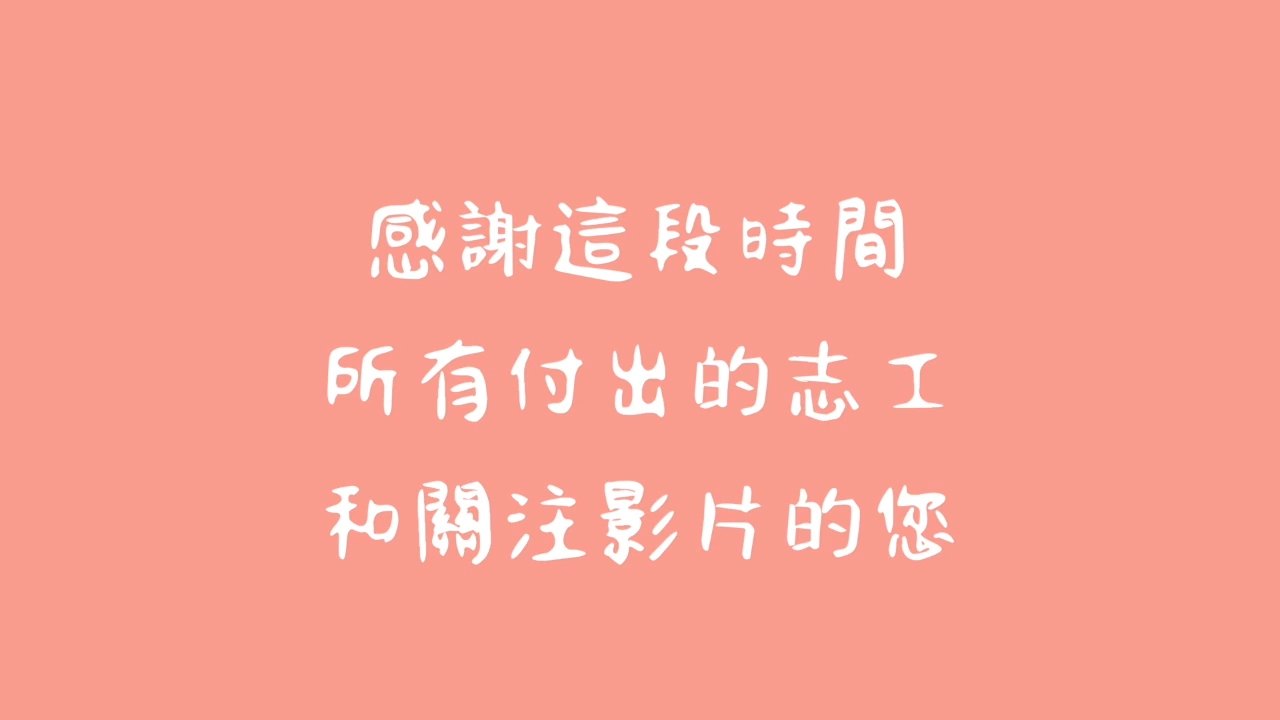 感謝這段時間
所有付出的志工
和關注影片的您